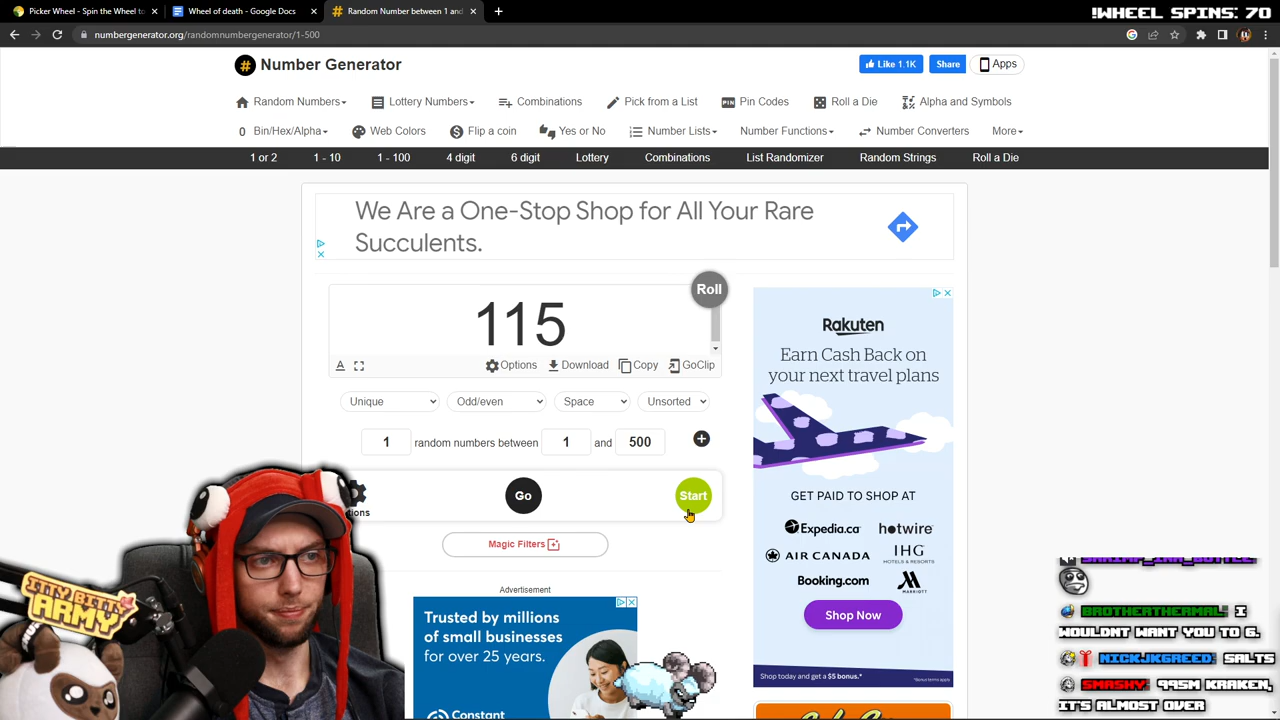 Picker Wheel - Spin the Wheel to
Wheel of death - Google Docs
Random Number between 1 and
!WHEEL SPINS: 70
numbergenerator.org/randomnumbergenerator/1-500
Number Generator
Like 1.1K
Share
Apps
Random Numbers
Lottery Numbers
Combinations
Pick from a List
PIN
Pin Codes
Roll a Die
Alpha and Symbols
0 Bin/Hex/Alpha
Web Colors
Flip a coin
Yes or No
Number Lists
Number Functions
Number Converters
More
1 or 2
1 - 10
1 - 100
4 digit
6 digit
Lottery
Combinations
List Randomizer
Random Strings
Roll a Die
We Are a One-Stop Shop for All Your Rare
Succulents.
Roll
115
Options
Download
Copy
GoClip
Unique
Odd/even
Space
Unsorted
1 random numbers between 1 and 500
Go
Start
Magic Filters
Advertisement
Trusted by millions
of small businesses
for over 25 years.
Constant
Rakuten
Earn Cash Back on
your next travel plans
GET PAID TO SHOP AT
Expedia.ca
hotwire
AIR CANADA
IHG
HOTELS & RESORTS
Booking.com
MARRIOTT
Shop Now
Shop today and get a $5 bonus.*
ITTY BITTY
ARMY
BROTHERTHERMAL: I
WOULDNT WANT YOU TO 6.
NICKJKGREED: SALTS
SMASHY: 995M KRAKEN,
IT'S ALMOST OVER